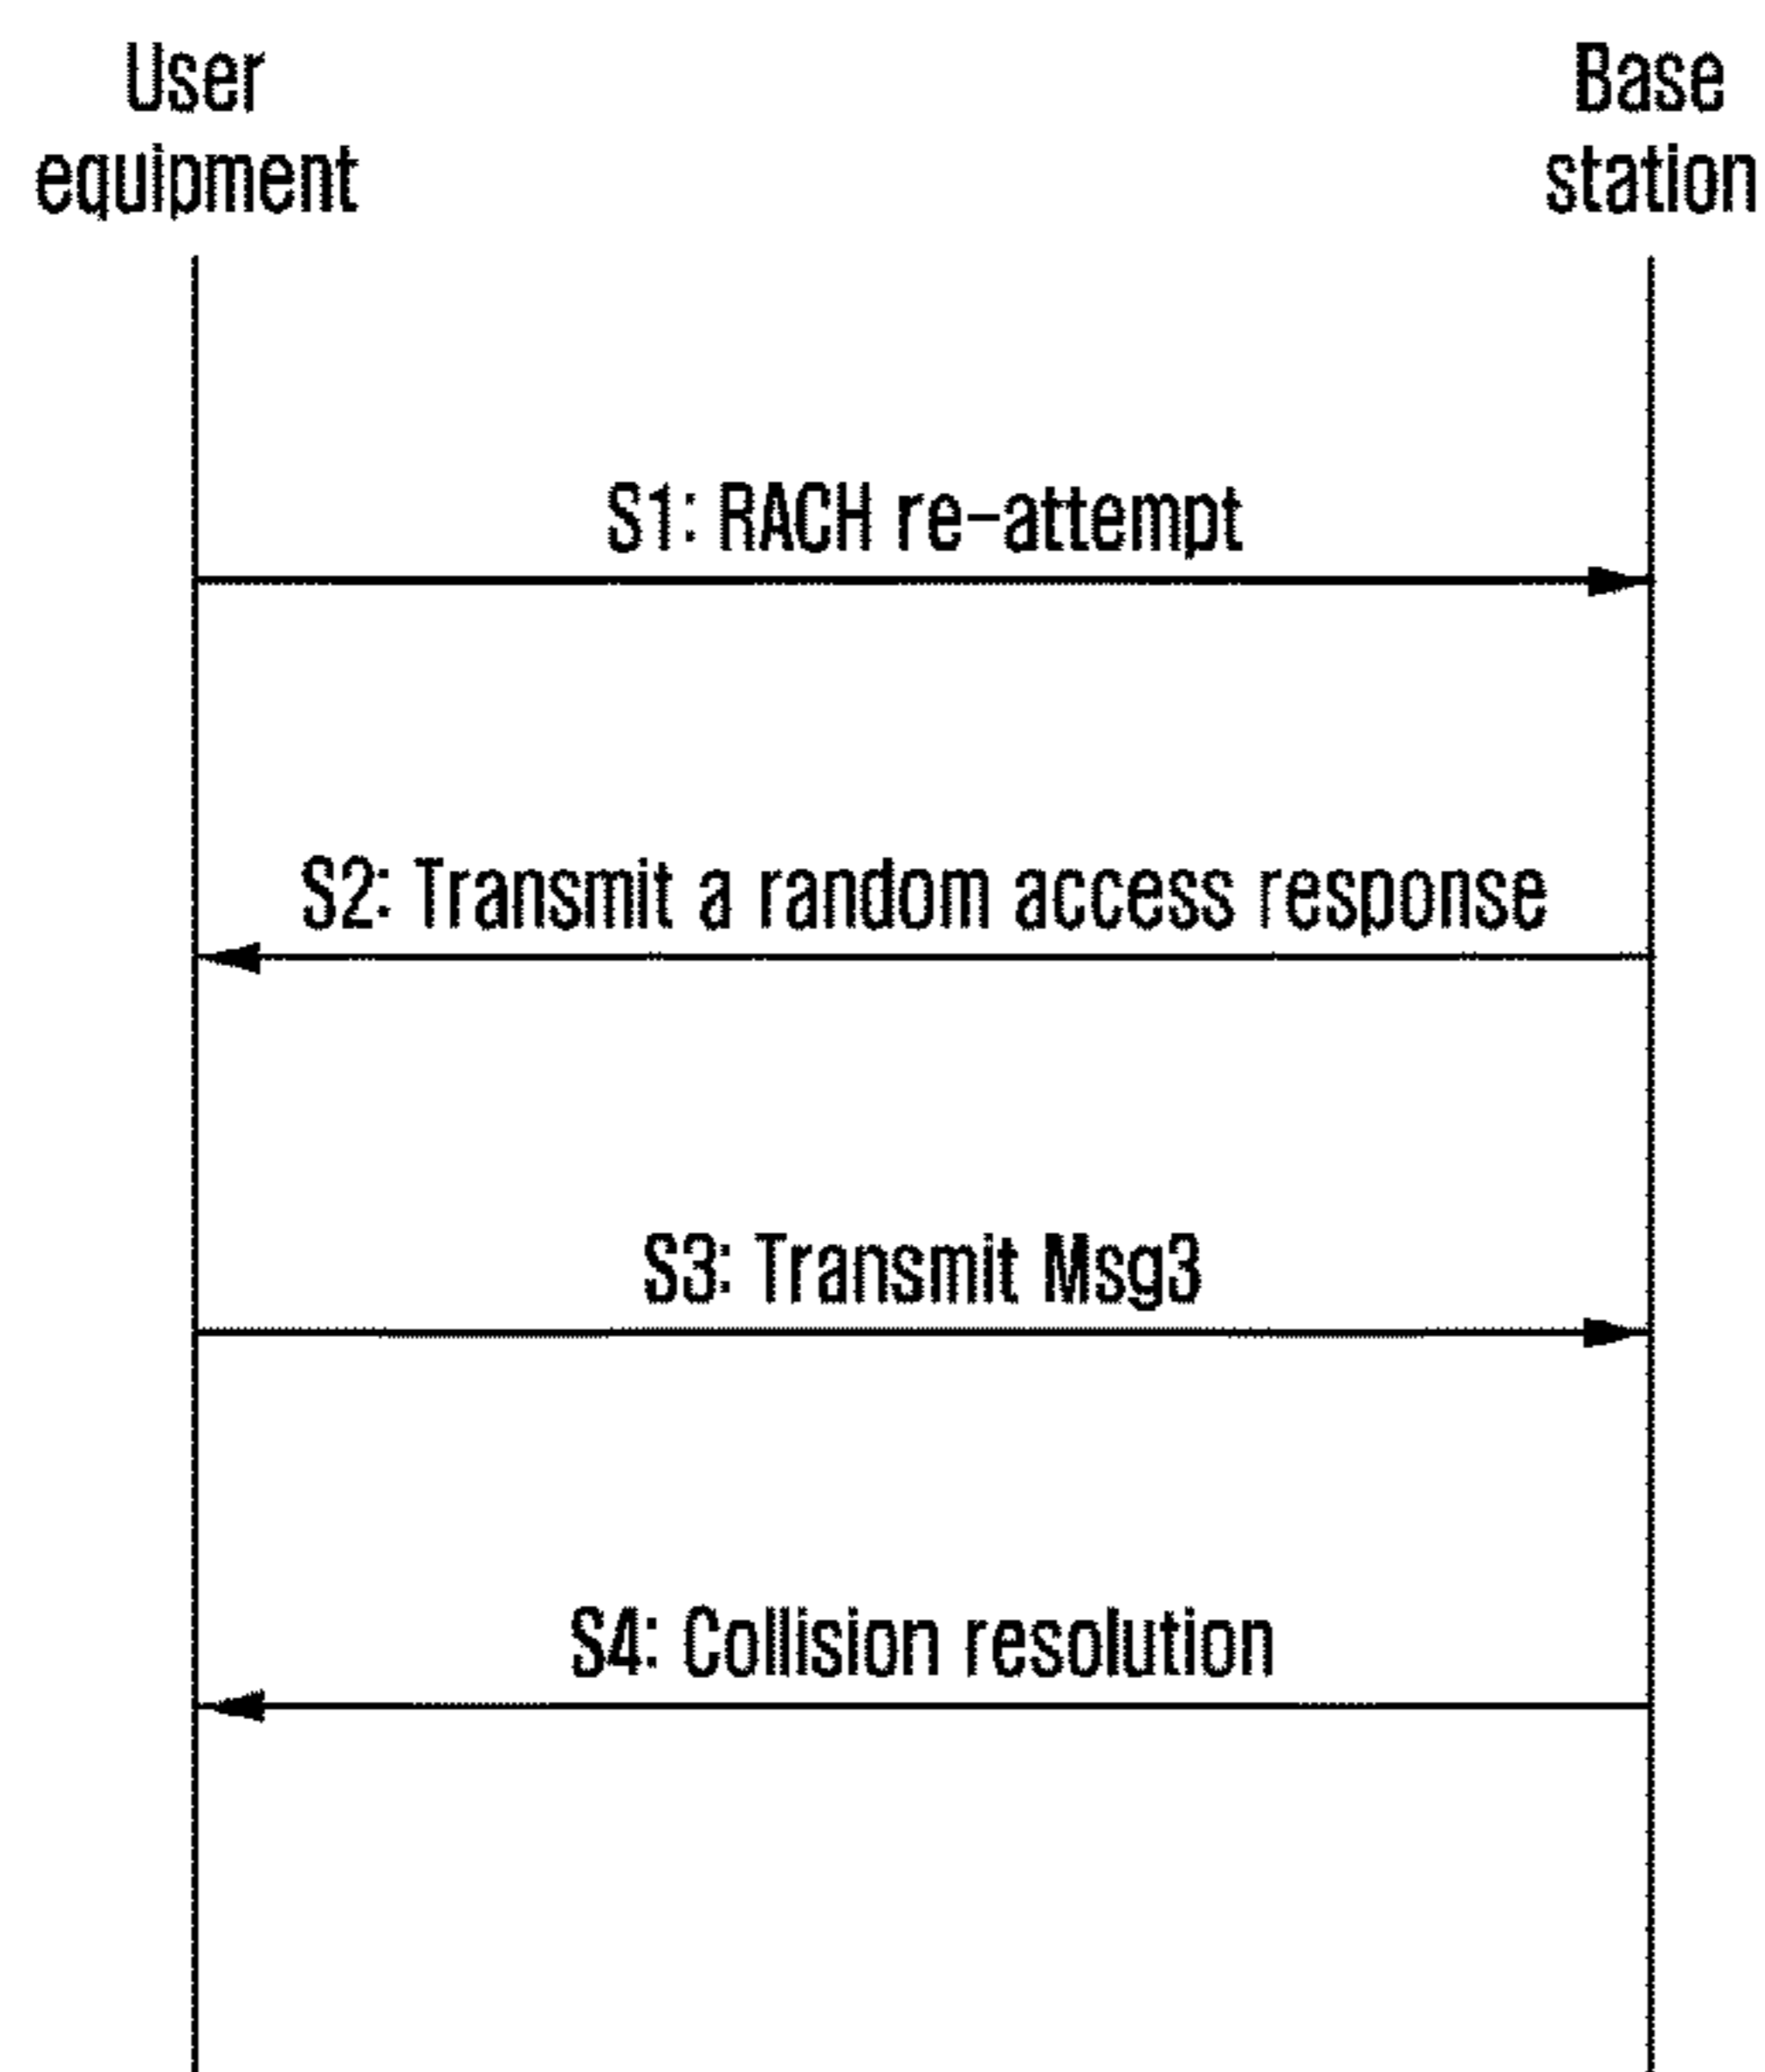 User
equipment
Base
station
S1: RACH re-attempt
S2: Transmit a random access response
S3: Transmit Msg3
S4: Collision resolution